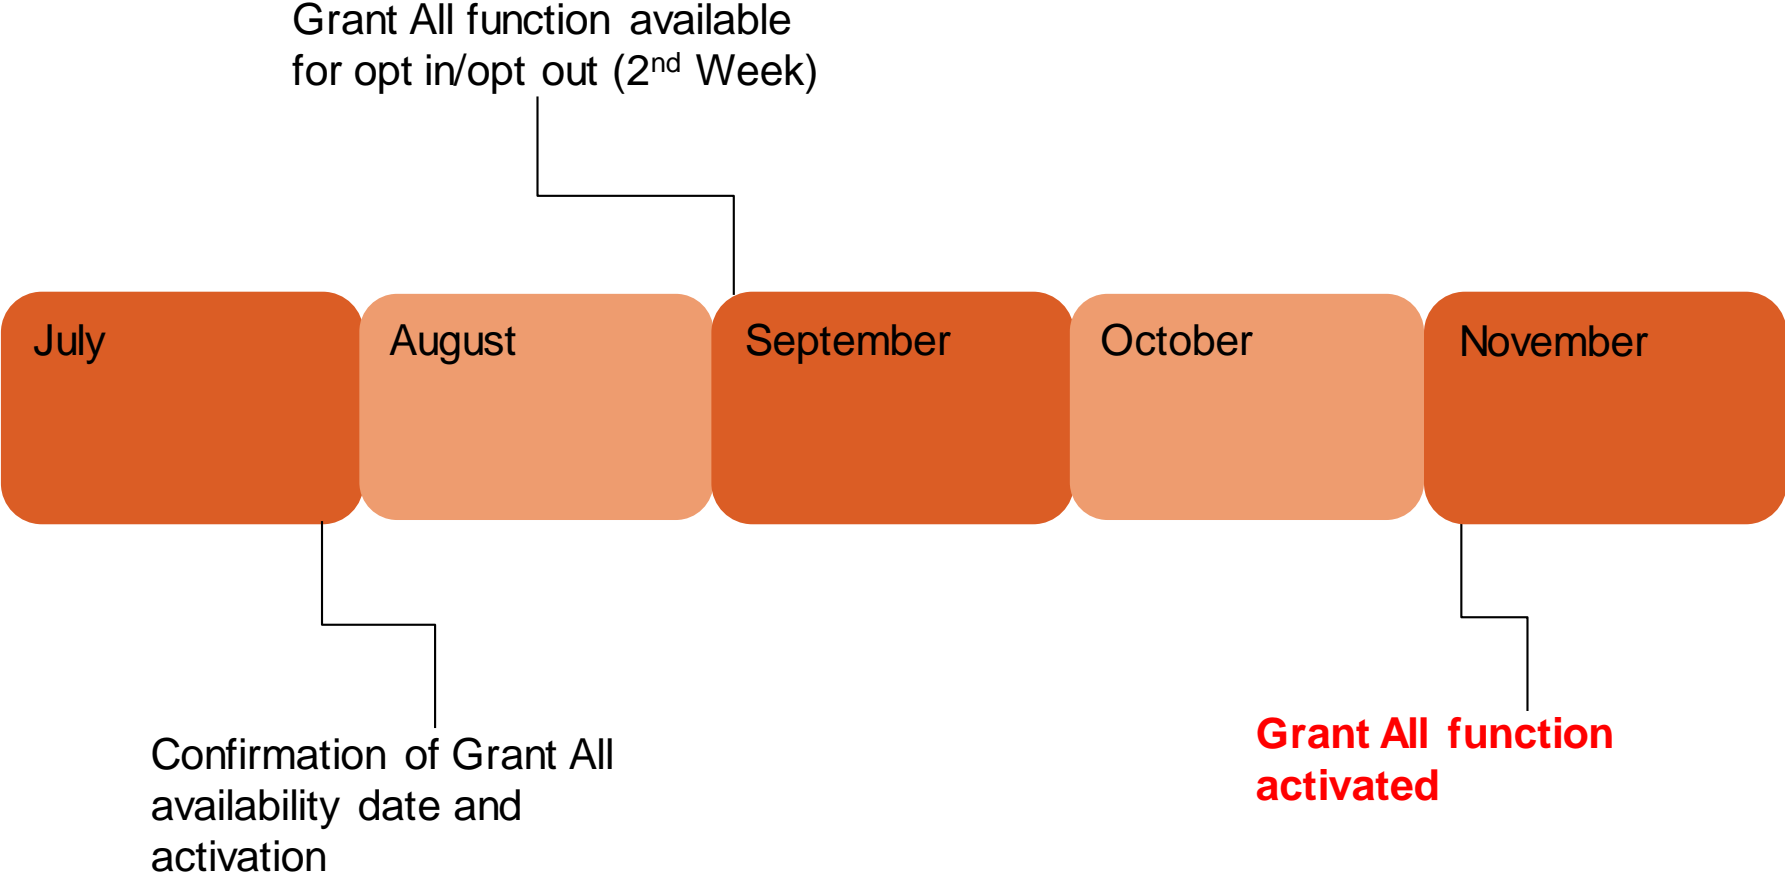 Grant All function available
for opt in/opt out (2nd Week)
July
August
September
October
November
Confirmation of Grant All
availability date and
activation
Grant All function
activated